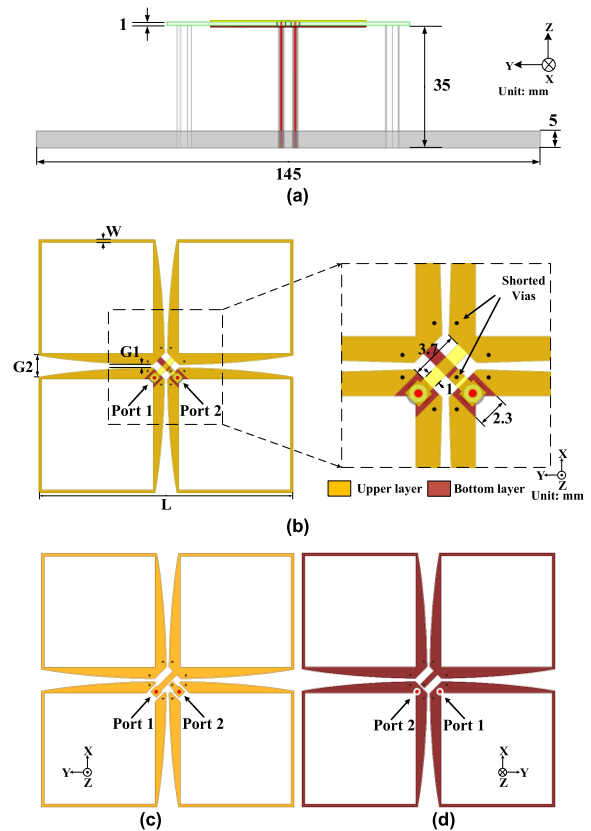 1
Z
Y
X
35
Unit: mm
5
145
(a)
W
Shorted
Vias
G1
3.7
G2
1
Port 1
Port 2
2.3
X
Z
L
Upper layer
Bottom layer
Unit: mm
(b)
Port 1
Port 2
Port 2
Port 1
X
Y
Z
X
Z
Y
(c)
(d)